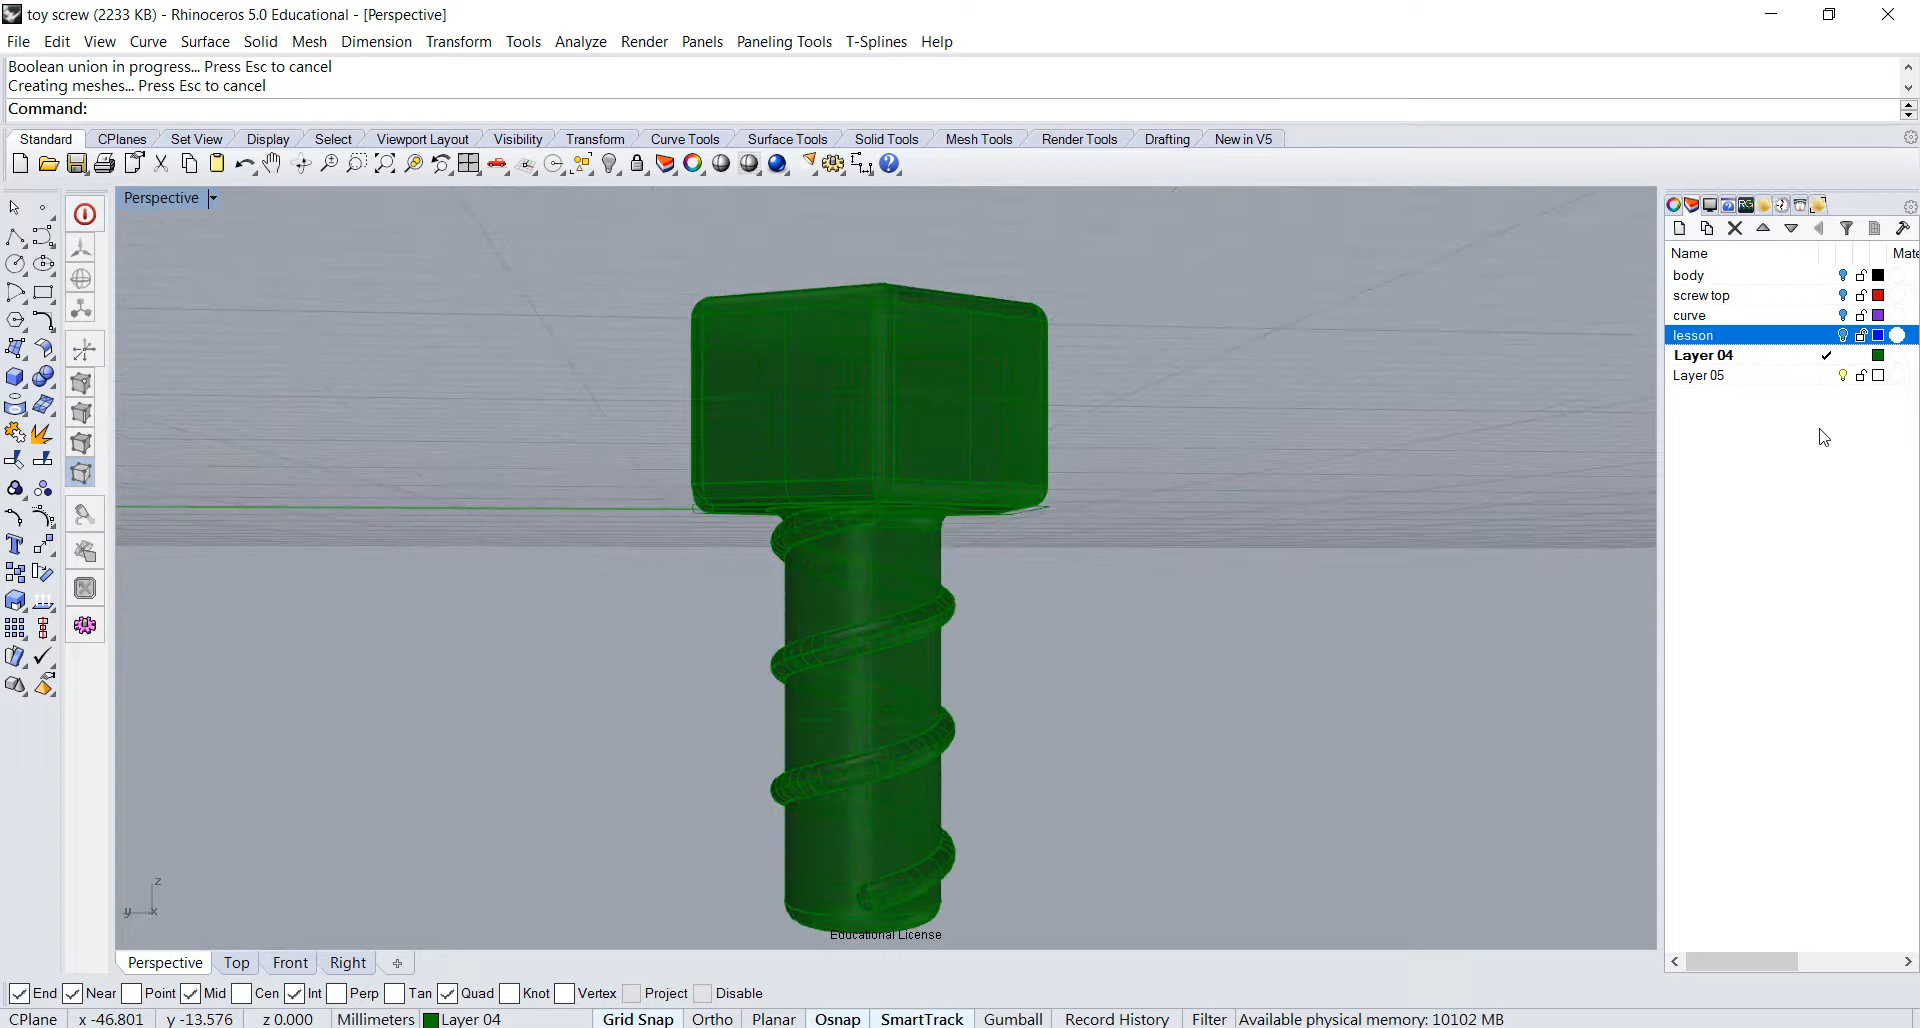 toy screw (2233 KB) - Rhinoceros 5.0 Educational - [Perspective]
File Edit View Curve Surface Solid Mesh Dimension Transform Tools Analyze Render Panels Paneling Tools T-Splines Help
Boolean union in progress... Press Esc to cancel
Creating meshes... Press Esc to cancel
Command:
Standard CPlanes Set View Display Select Viewport Layout Visibility Transform Curve Tools Surface Tools Solid Tools Mesh Tools Render Tools Drafting New in V5
Perspective
Name Mate
body
screw top
curve
lesson
Layer 04
Layer 05
z
y x
Educational License
Perspective Top Front Right
End Near Point Mid Cen Int Perp Tan Quad Knot Vertex Project Disable
CPlane x -46.801 y -13.576 z 0.000 Millimeters Layer 04 Grid Snap Ortho Planar Osnap SmartTrack Gumball Record History Filter Available physical memory: 10102 MB